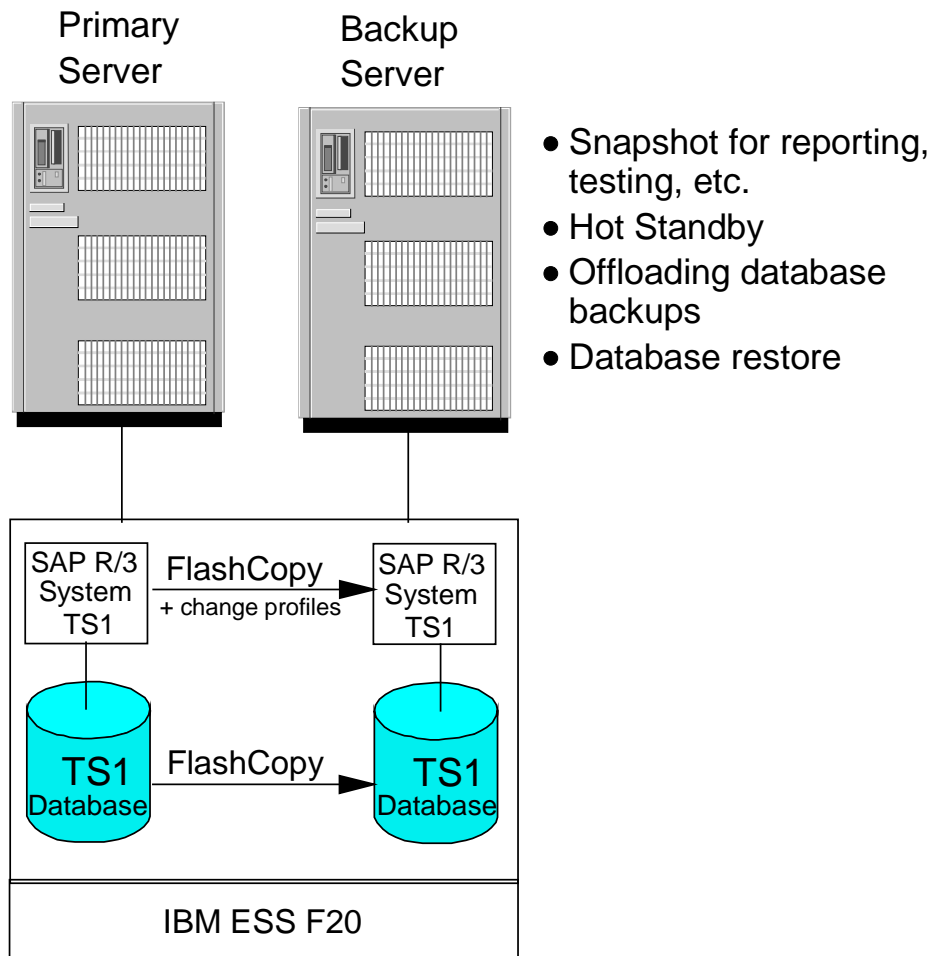 Primary
Server
Backup
Server
• Snapshot for reporting,
testing, etc.
• Hot Standby
• Offloading database
backups
• Database restore
SAP R/3
System
TS1
FlashCopy
+ change profiles
SAP R/3
System
TS1
TS1
Database
FlashCopy
TS1
Database
IBM ESS F20